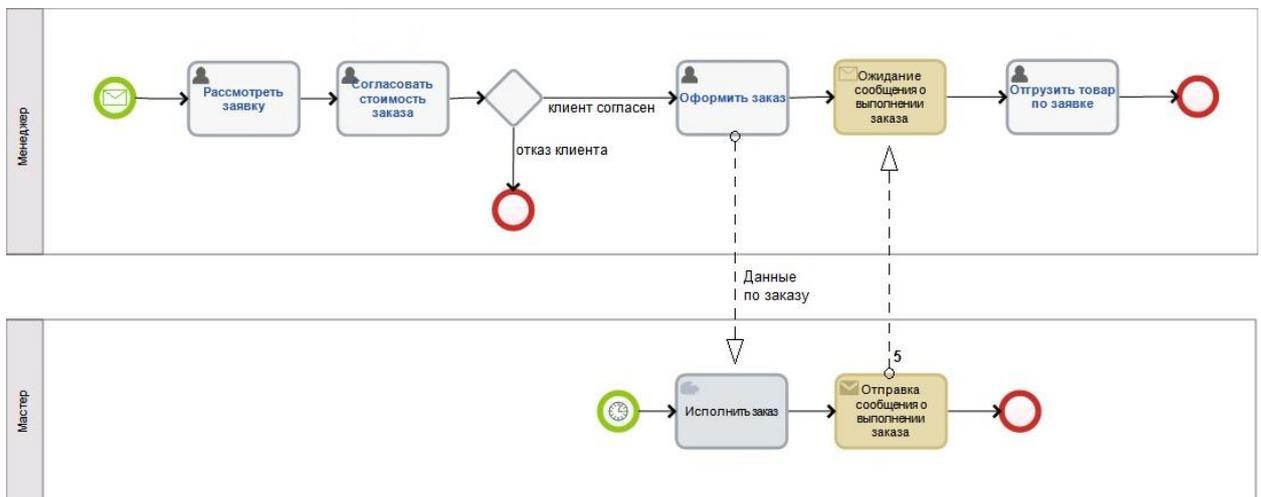 Менеджер
Рассмотреть
заявку
Согласовать
стоимость
заказа
клиент согласен
отказ клиента
Оформить заказ
Ожидание
сообщения о
выполнении
заказа
Отгрузить товар
по заявке
Данные
по заказу
Мастер
Исполнить заказ
5
Отправка
сообщения о
выполнении
заказа